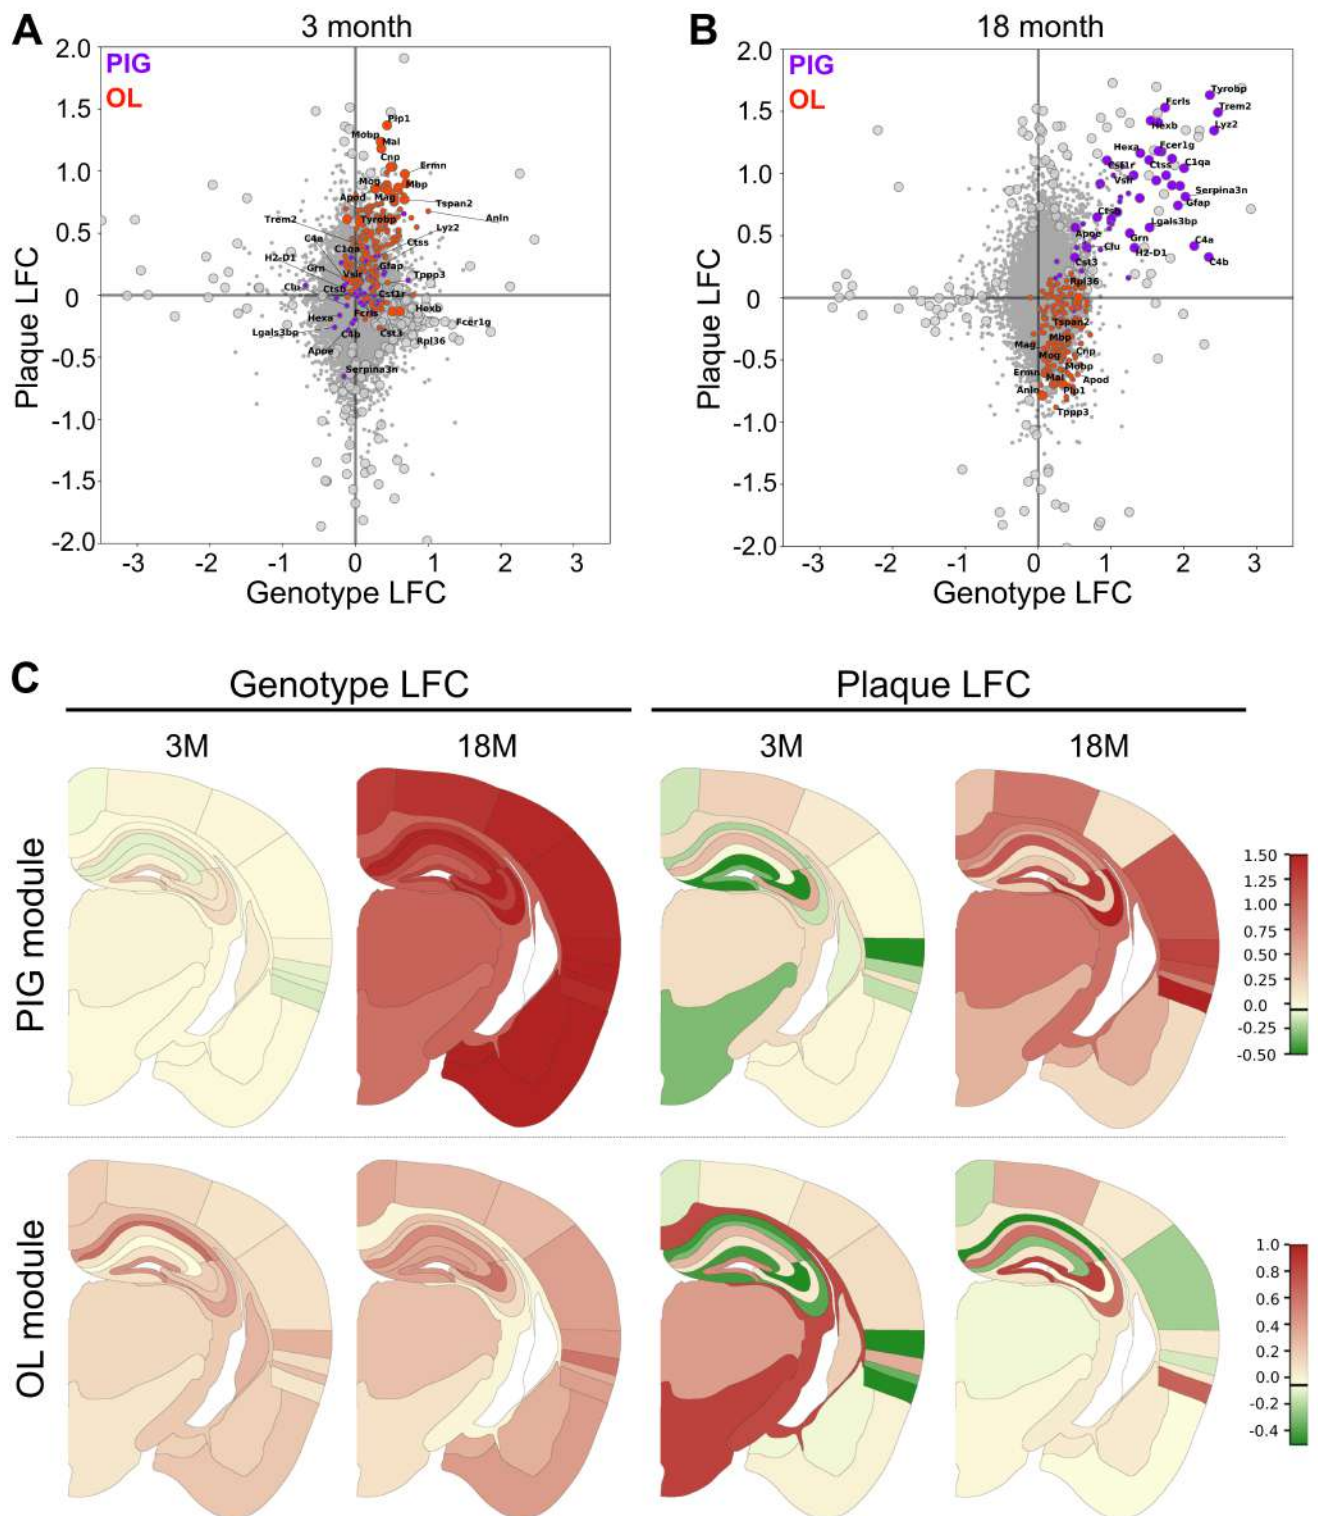 A
3 month
PIG
OL
2.0
1.5
1.0
0.5
0
-0.5
-1.0
-1.5
-2.0
Plaque LFC
Plp1
Mobp
Mal
Cnp
Ermn
Mog
Mbp
Apod
Mag
Tspan2
Trem2
Tyrobp
Anln
Lyz2
C4a
C1qa
Ctss
H2-D1
Grn
Gfap
Vsir
Tppp3
Clu
Ctsb
Csf1r
Hexa
Fcrls
Hexb
Fcer1g
Lgals3bp
C4b
Cst3
Rpl36
Apoe
Serpina3n
-3
-2
-1
0
1
2
3
Genotype LFC
B
18 month
PIG
OL
2.0
1.5
1.0
0.5
0
-0.5
-1.0
-1.5
-2.0
Plaque LFC
Tyrobp
Fcrls
Trem2
Hexb
Lyz2
Hexa
Fcer1g
Csf1r
Ctss
C1qa
Vsir
Serpina3n
Gfap
Ctsb
Lgals3bp
Apoe
Grn
C4a
Clu
H2-D1
Cst3
C4b
Rpl36
Tspan2
Mbp
Mag
Mog
Cnp
Mobp
Ermn
Mal
Apod
Anln
Plp1
Tppp3
-3
-2
-1
0
1
2
3
Genotype LFC
C
Genotype LFC
Plaque LFC
3M
18M
3M
18M
PIG module
1.50
1.25
1.00
0.75
0.50
0.25
0.0
-0.25
-0.50
OL module
1.0
0.8
0.6
0.4
0.2
0.0
-0.2
-0.4